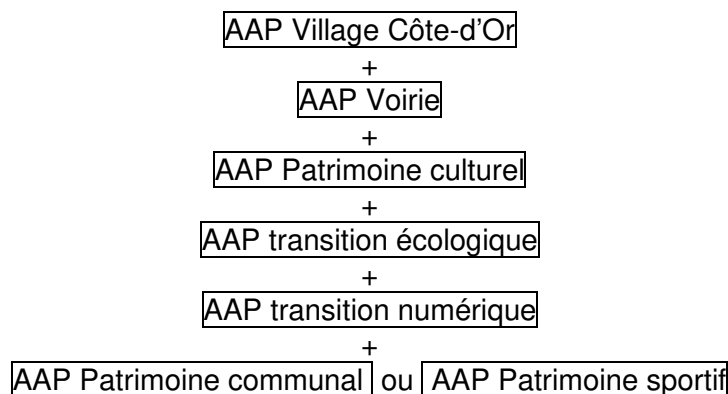 AAP Village Côte-d'Or
+
AAP Voirie
+
AAP Patrimoine culturel
+
AAP transition écologique
+
AAP transition numérique
+
AAP Patrimoine communal ou AAP Patrimoine sportif